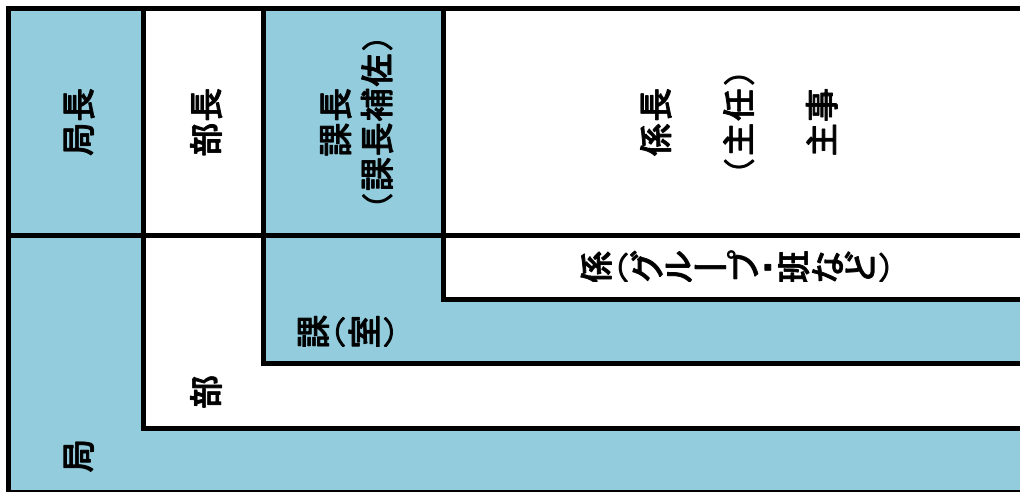 局
局長
部
部長
課（室）
課長
（課長補佐）
係（グループ・班など）
係長
（主任）
主事